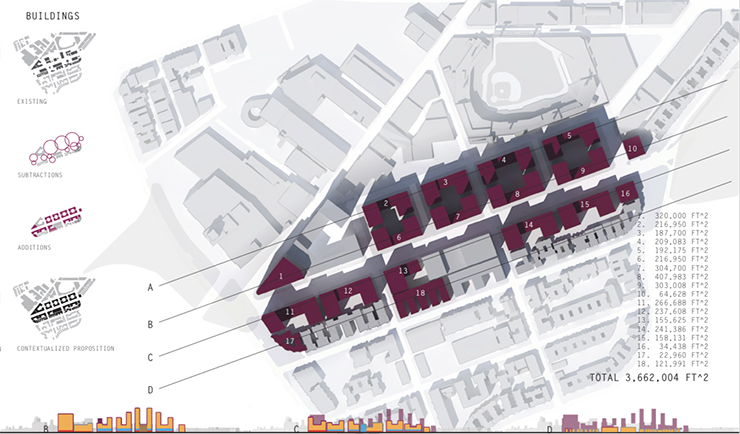 BUILDINGS
EXISTING
SUBTRACTIONS
ADDITIONS
CONTEXTUALIZED PROPOSITION
A
B
C
D
5
10
4
3
9
2
8
16
7
15
6
14
1
13
12
18
11
17
1. 320,000 FT^2
2. 216,950 FT^2
3. 187,700 FT^2
4. 209,083 FT^2
5. 192,175 FT^2
6. 216,950 FT^2
7. 304,700 FT^2
8. 407,983 FT^2
9. 303,008 FT^2
10. 64,628 FT^2
11. 266,688 FT^2
12. 237,608 FT^2
13. 155,625 FT^2
14. 241,386 FT^2
15. 158,131 FT^2
16. 34,438 FT^2
17. 22,960 FT^2
18. 121,991 FT^2
TOTAL 3,662,004 FT^2
B
C
D